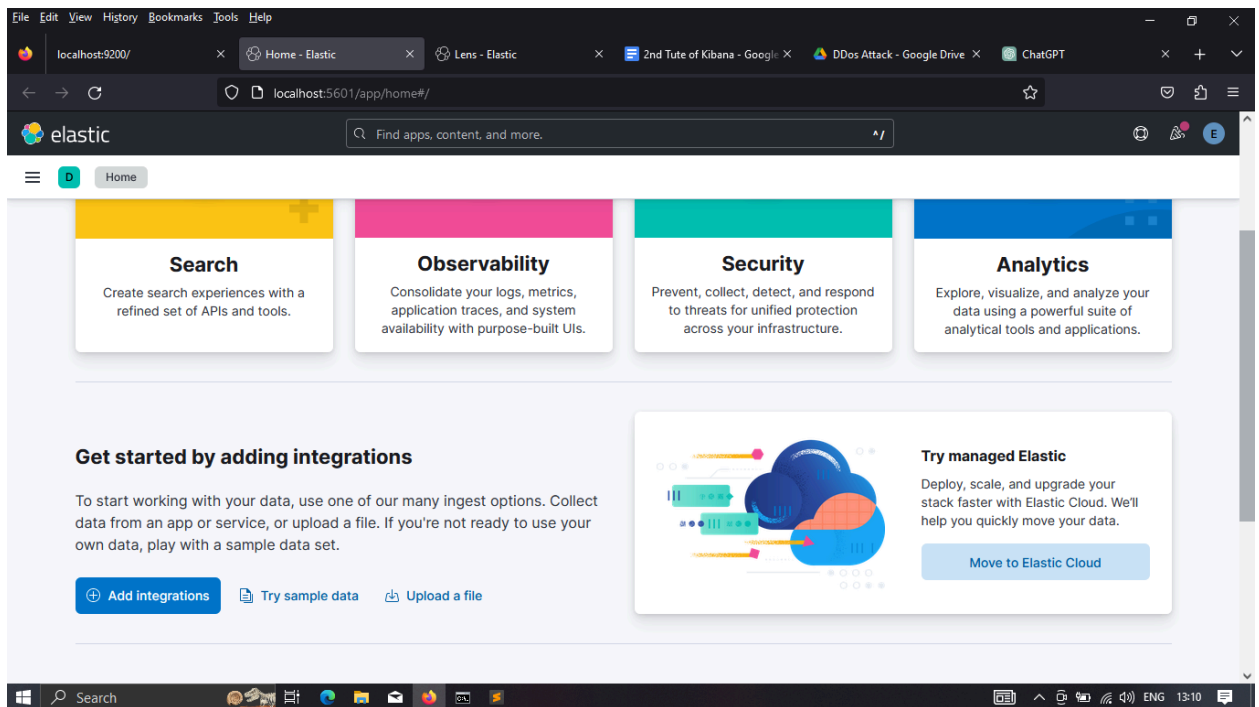 File Edit View History Bookmarks Tools Help
localhost:9200/ Home - Elastic Lens - Elastic 2nd Tute of Kibana - Google DDos Attack - Google Drive ChatGPT
localhost:5601/app/home#/
elastic Find apps, content, and more. ^/ E
D Home
Search
Create search experiences with a
refined set of APIs and tools.
Observability
Consolidate your logs, metrics,
application traces, and system
availability with purpose-built UIs.
Security
Prevent, collect, detect, and respond
to threats for unified protection
across your infrastructure.
Analytics
Explore, visualize, and analyze your
data using a powerful suite of
analytical tools and applications.
Get started by adding integrations
To start working with your data, use one of our many ingest options. Collect
data from an app or service, or upload a file. If you're not ready to use your
own data, play with a sample data set.
Add integrations Try sample data Upload a file
Try managed Elastic
Deploy, scale, and upgrade your
stack faster with Elastic Cloud. We'll
help you quickly move your data.
Move to Elastic Cloud
Search ENG 13:10